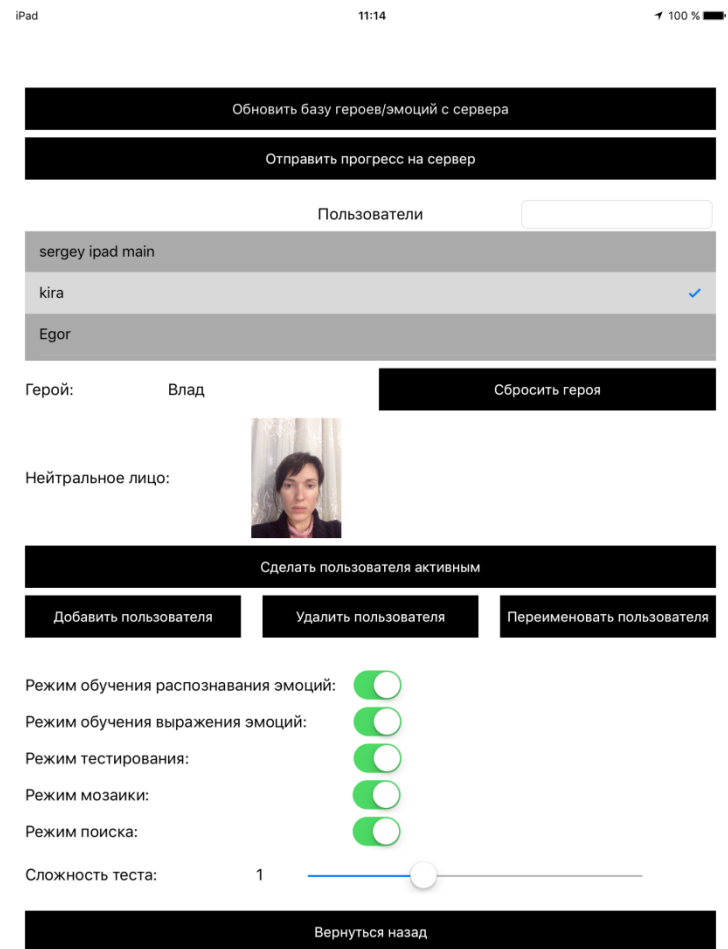 iPad 11:14 100 %
Обновить базу героев/эмоций с сервера
Отправить прогресс на сервер
Пользователи
sergey ipad main
kira
Egor
Герой: Влад Сбросить героя
Нейтральное лицо:
Сделать пользователя активным
Добавить пользователя Удалить пользователя Переименовать пользователя
Режим обучения распознавания эмоций:
Режим обучения выражения эмоций:
Режим тестирования:
Режим мозаики:
Режим поиска:
Сложность теста: 1
Вернуться назад